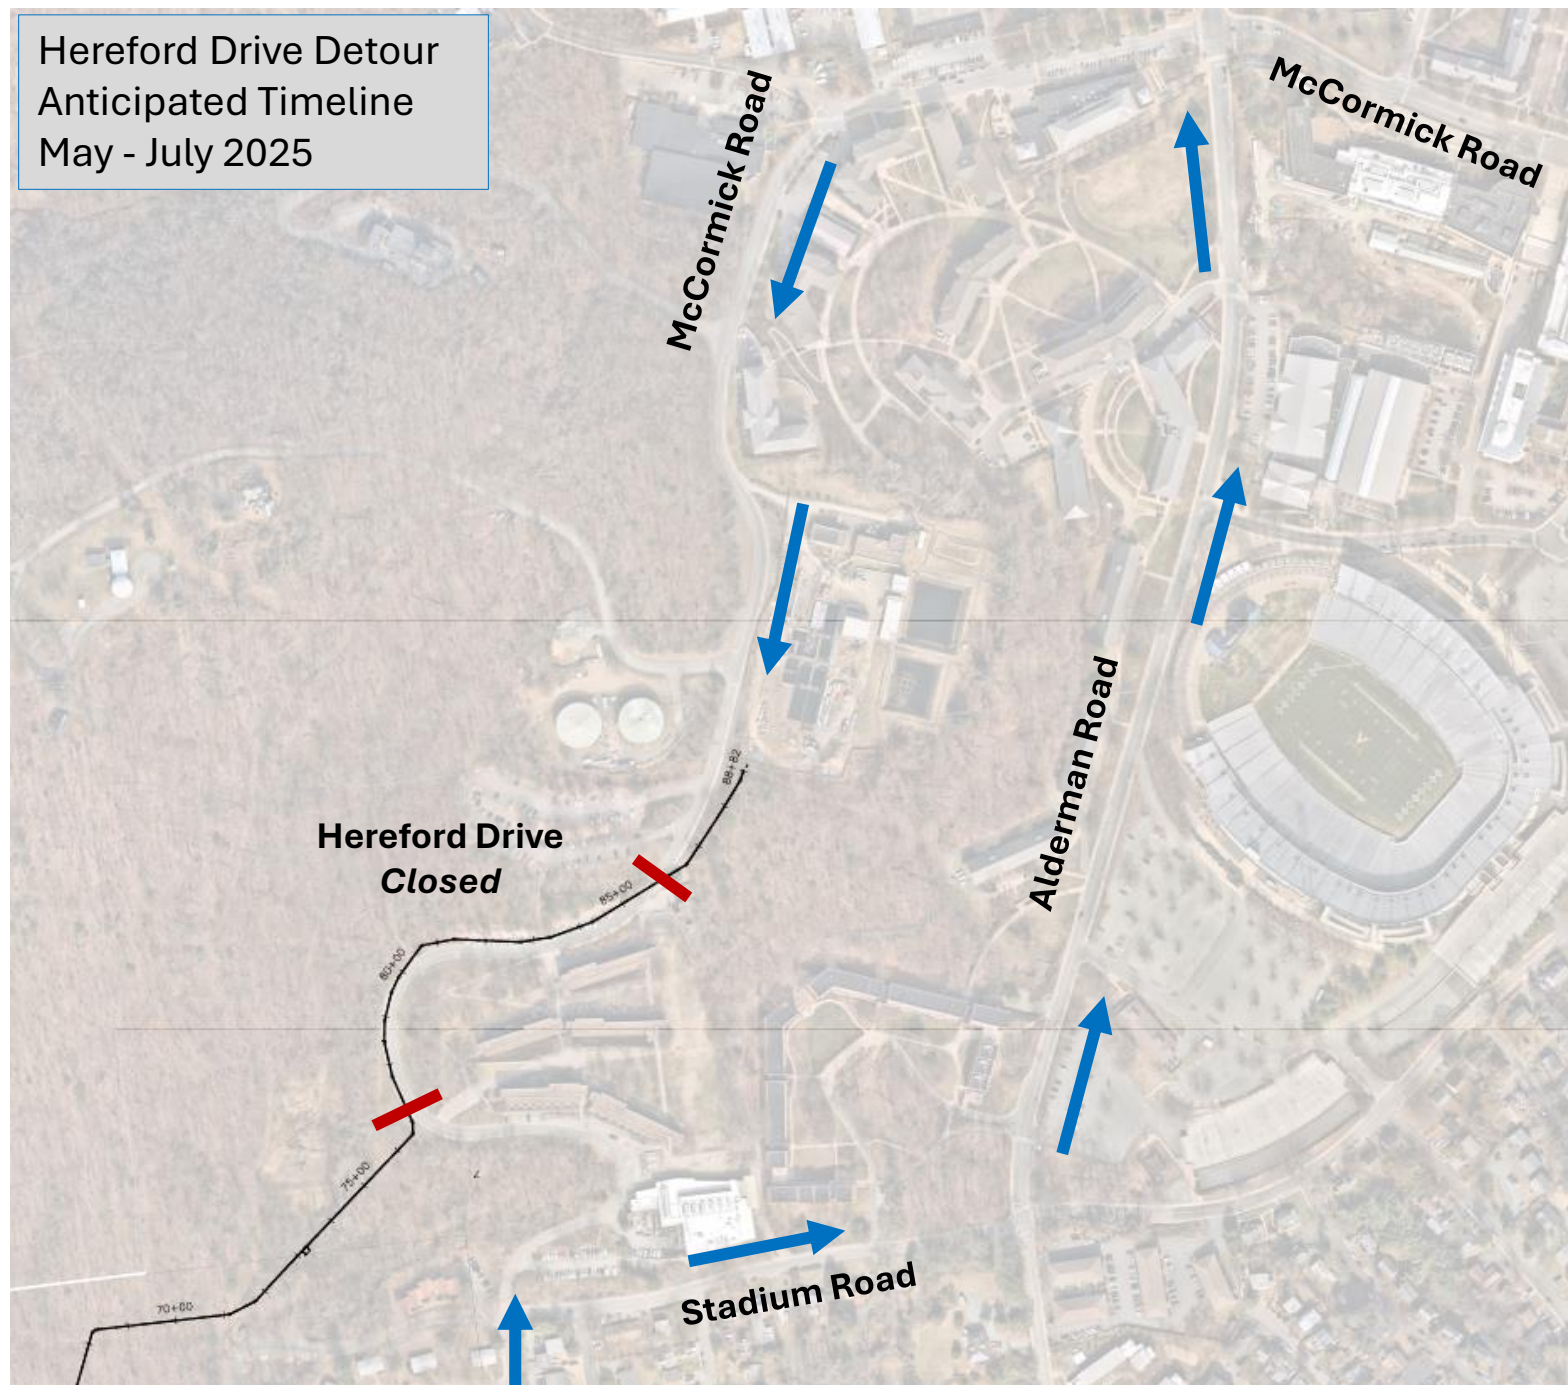 Hereford Drive Detour
Anticipated Timeline
May - July 2025
McCormick Road
McCormick Road
Alderman Road
88+82
Hereford Drive
Closed
85+00
80+00
75+00
Stadium Road
70+00